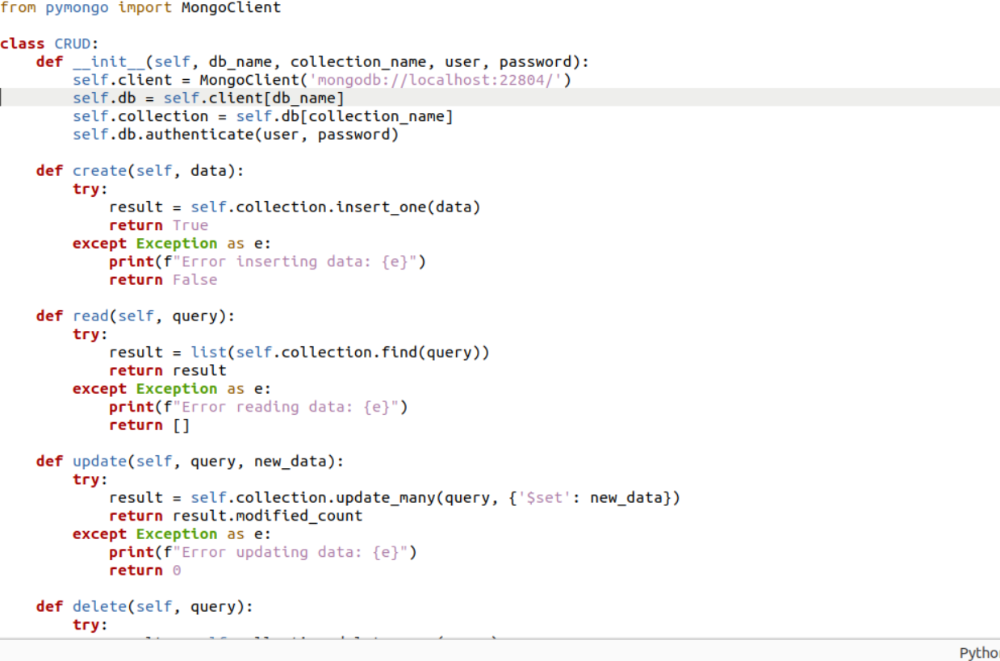 from pymongo import MongoClient
class CRUD:
    def __init__(self, db_name, collection_name, user, password):
        self.client = MongoClient('mongodb://localhost:22804/')
        self.db = self.client[db_name]
        self.collection = self.db[collection_name]
        self.db.authenticate(user, password)
    def create(self, data):
        try:
            result = self.collection.insert_one(data)
            return True
        except Exception as e:
            print(f"Error inserting data: {e}")
            return False
    def read(self, query):
        try:
            result = list(self.collection.find(query))
            return result
        except Exception as e:
            print(f"Error reading data: {e}")
            return []
    def update(self, query, new_data):
        try:
            result = self.collection.update_many(query, {'$set': new_data})
            return result.modified_count
        except Exception as e:
            print(f"Error updating data: {e}")
            return 0
    def delete(self, query):
        try: